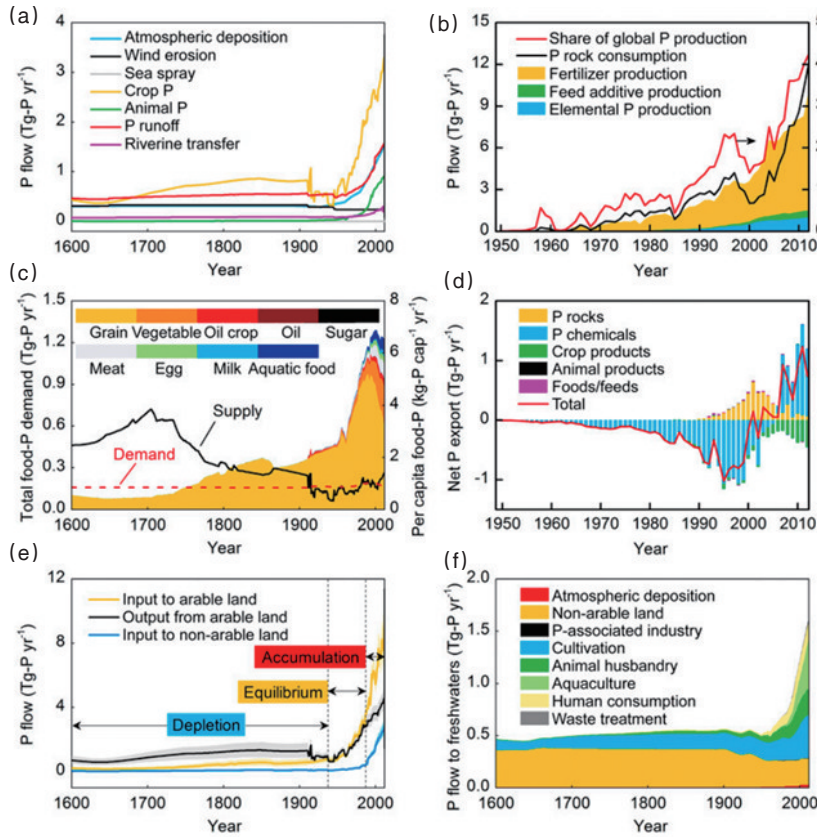 (a)
4
3
2
1
0
P flow (Tg-P yr⁻¹)
Atmospheric deposition
Wind erosion
Sea spray
Crop P
Animal P
P runoff
Riverine transfer
1600 1700 1800 1900 2000
Year
(b)
15
12
9
6
3
0
P flow (Tg-P yr⁻¹)
Share of global P production
P rock consumption
Fertilizer production
Feed additive production
Elemental P production
1950 1960 1970 1980 1990 2000 2010
Year
(c)
1.5
1.2
0.9
0.6
0.3
0.0
Total food-P demand (Tg-P yr⁻¹)
Grain Vegetable Oil crop Oil Sugar
Meat Egg Milk Aquatic food
Supply
Demand
8
6
4
2
0
Per capita food-P (kg-P cap⁻¹ yr⁻¹)
1600 1700 1800 1900 2000
Year
(d)
2
1
0
-1
Net P export (Tg-P yr⁻¹)
P rocks
P chemicals
Crop products
Animal products
Foods/feeds
Total
1950 1960 1970 1980 1990 2000 2010
Year
(e)
12
8
4
0
P flow (Tg-P yr⁻¹)
Input to arable land
Output from arable land
Input to non-arable land
Accumulation
Equilibrium
Depletion
1600 1700 1800 1900 2000
Year
(f)
2.0
1.5
1.0
0.5
0.0
P flow to freshwaters (Tg-P yr⁻¹)
Atmospheric deposition
Non-arable land
P-associated industry
Cultivation
Animal husbandry
Aquaculture
Human consumption
Waste treatment
1600 1700 1800 1900 2000
Year